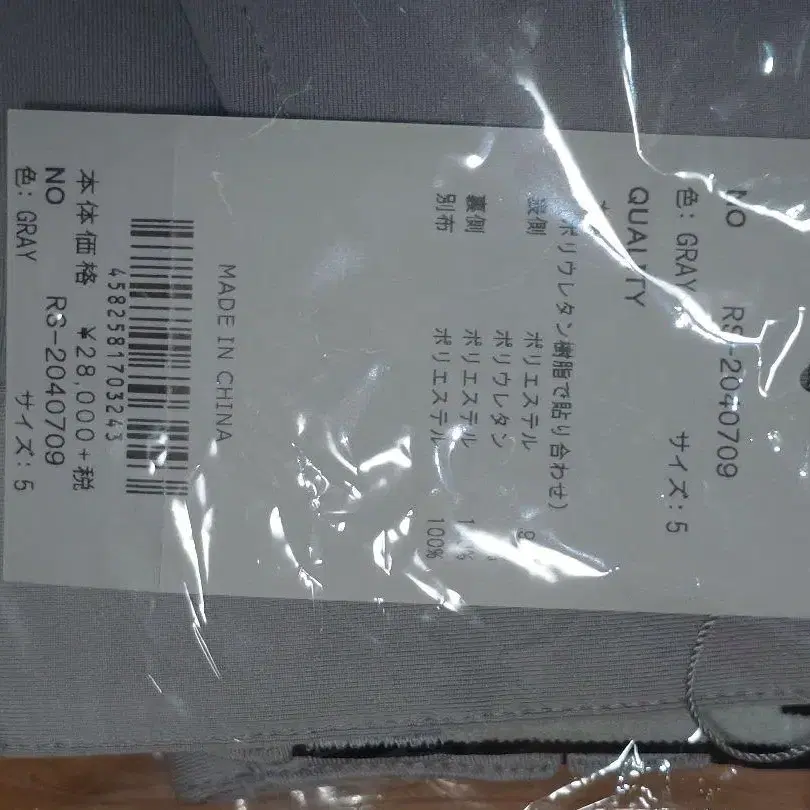 NO RS-2040709
色: GRAY サイズ: 5
QUALITY
ポリウレタン樹脂で貼り合わせ)
表側 ポリエステル
ポリウレタン
裏側 ポリエステル
別布 ポリエステル 100%
MADE IN CHINA
4582581703243
本体価格 ¥28,000+税
NO RS-2040709
色: GRAY サイズ: 5